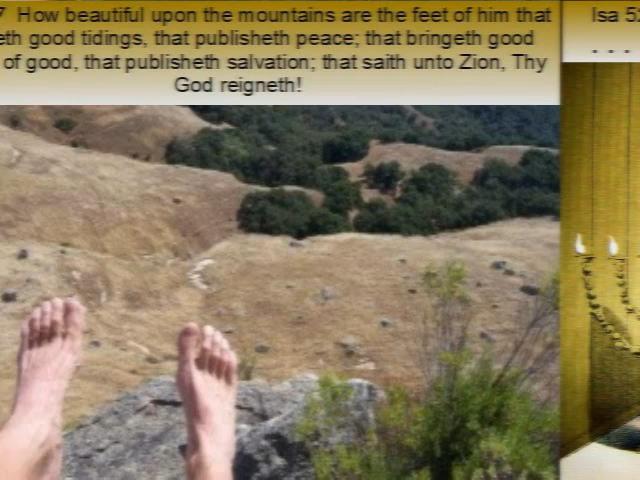 7 How beautiful upon the mountains are the feet of him that
eth good tidings, that publisheth peace; that bringeth good
of good, that publisheth salvation; that saith unto Zion, Thy
God reigneth!
Isa 5
. . . .